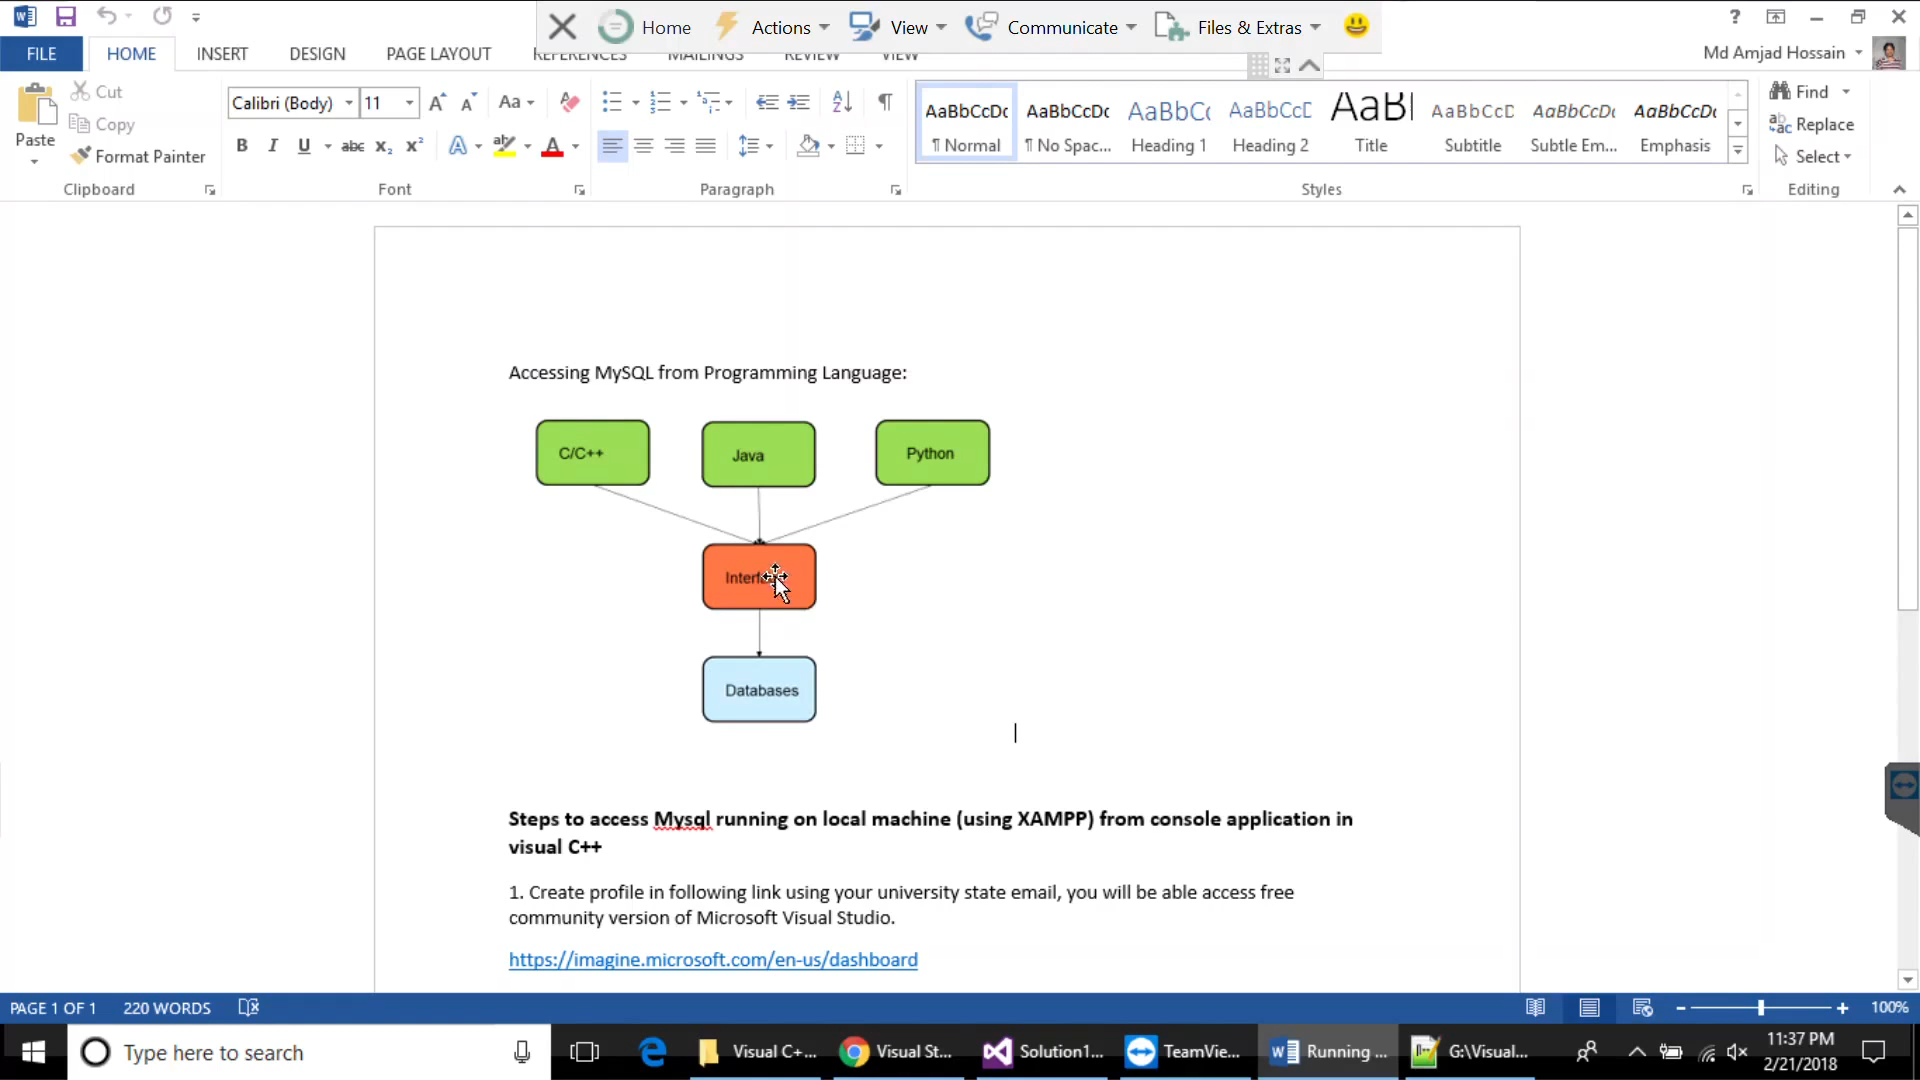 Home Actions View Communicate Files & Extras
FILE HOME INSERT DESIGN PAGE LAYOUT REFERENCES MAILINGS REVIEW VIEW Md Amjad Hossain
Cut
Copy
Paste
Format Painter
Clipboard
Calibri (Body) 11
Font
Paragraph
AaBbCcDc AaBbCcDc AaBbC( AaBbCcE AaB AaBbCcD AaBbCcDc AaBbCcDc
¶ Normal ¶ No Spac... Heading 1 Heading 2 Title Subtitle Subtle Em... Emphasis
Styles
Find
Replace
Select
Editing
Accessing MySQL from Programming Language:
C/C++ Java Python
Databases
Steps to access Mysql running on local machine (using XAMPP) from console application in
visual C++
1. Create profile in following link using your university state email, you will be able access free
community version of Microsoft Visual Studio.
https://imagine.microsoft.com/en-us/dashboard
PAGE 1 OF 1 220 WORDS 100%
Type here to search Visual C+... Visual St... Solution1... TeamVie... Running ... G:\Visual... 11:37 PM
2/21/2018